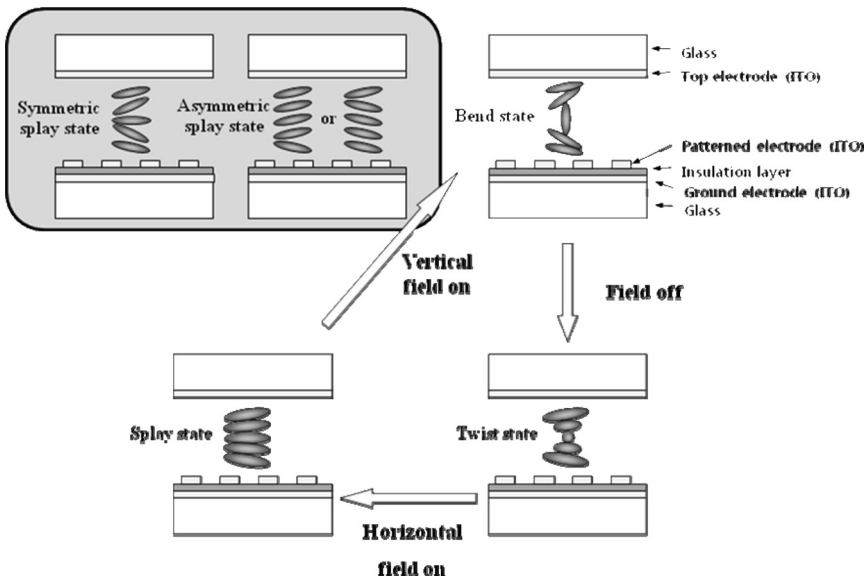 Symmetric
splay state
Asymmetric
splay state
or
Bend state
Glass
Top electrode (ITO)
Patterned electrode (ITO)
Insulation layer
Ground electrode (ITO)
Glass
Vertical
field on
Field off
Splay state
Twist state
Horizontal
field on